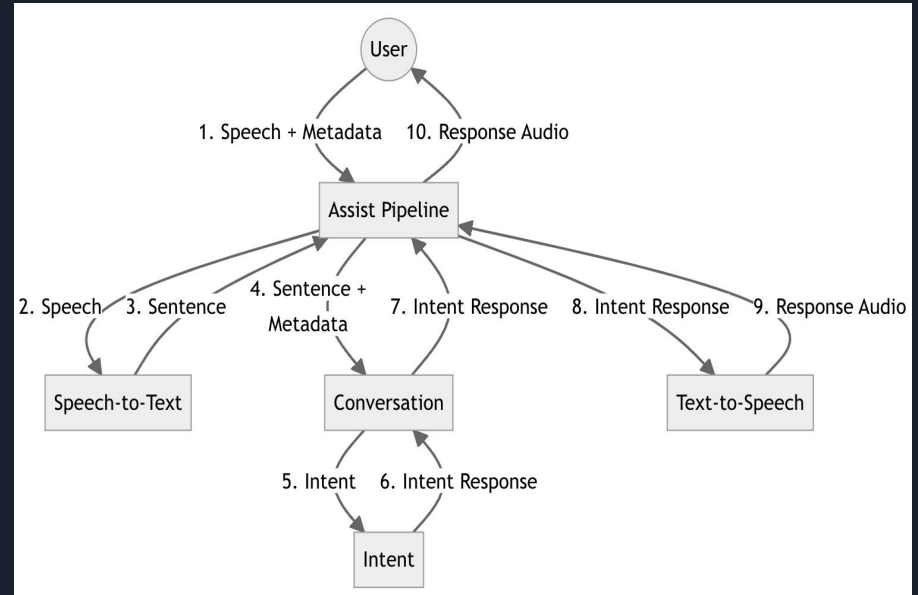 User
1. Speech + Metadata
10. Response Audio
Assist Pipeline
2. Speech
3. Sentence
4. Sentence +
Metadata
7. Intent Response
8. Intent Response
9. Response Audio
Speech-to-Text
Conversation
Text-to-Speech
5. Intent
6. Intent Response
Intent